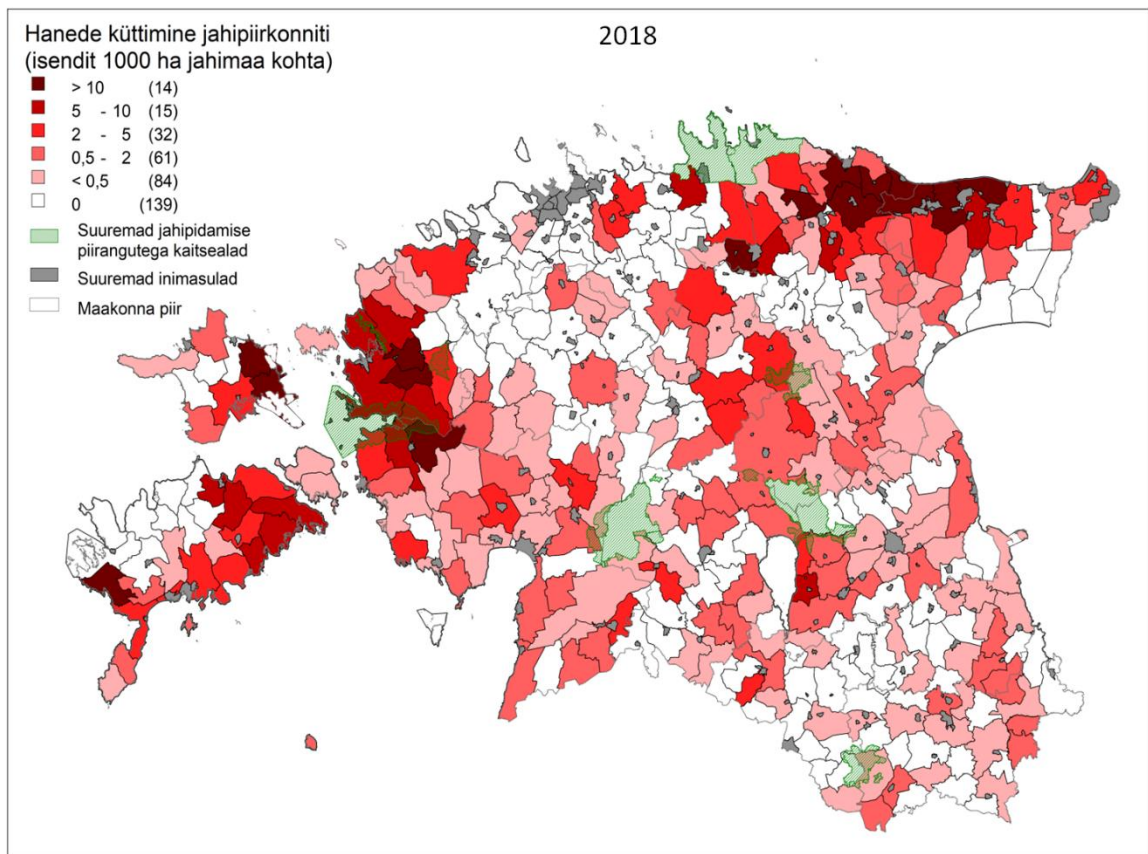 Hanede küttimine jahipiirkonniti
(isendit 1000 ha jahimaa kohta)
2018
> 10 (14)
5 - 10 (15)
2 - 5 (32)
0,5 - 2 (61)
< 0,5 (84)
0 (139)
Suuremad jahipidamise
piirangutega kaitsealad
Suuremad inimasulad
Maakonna piir